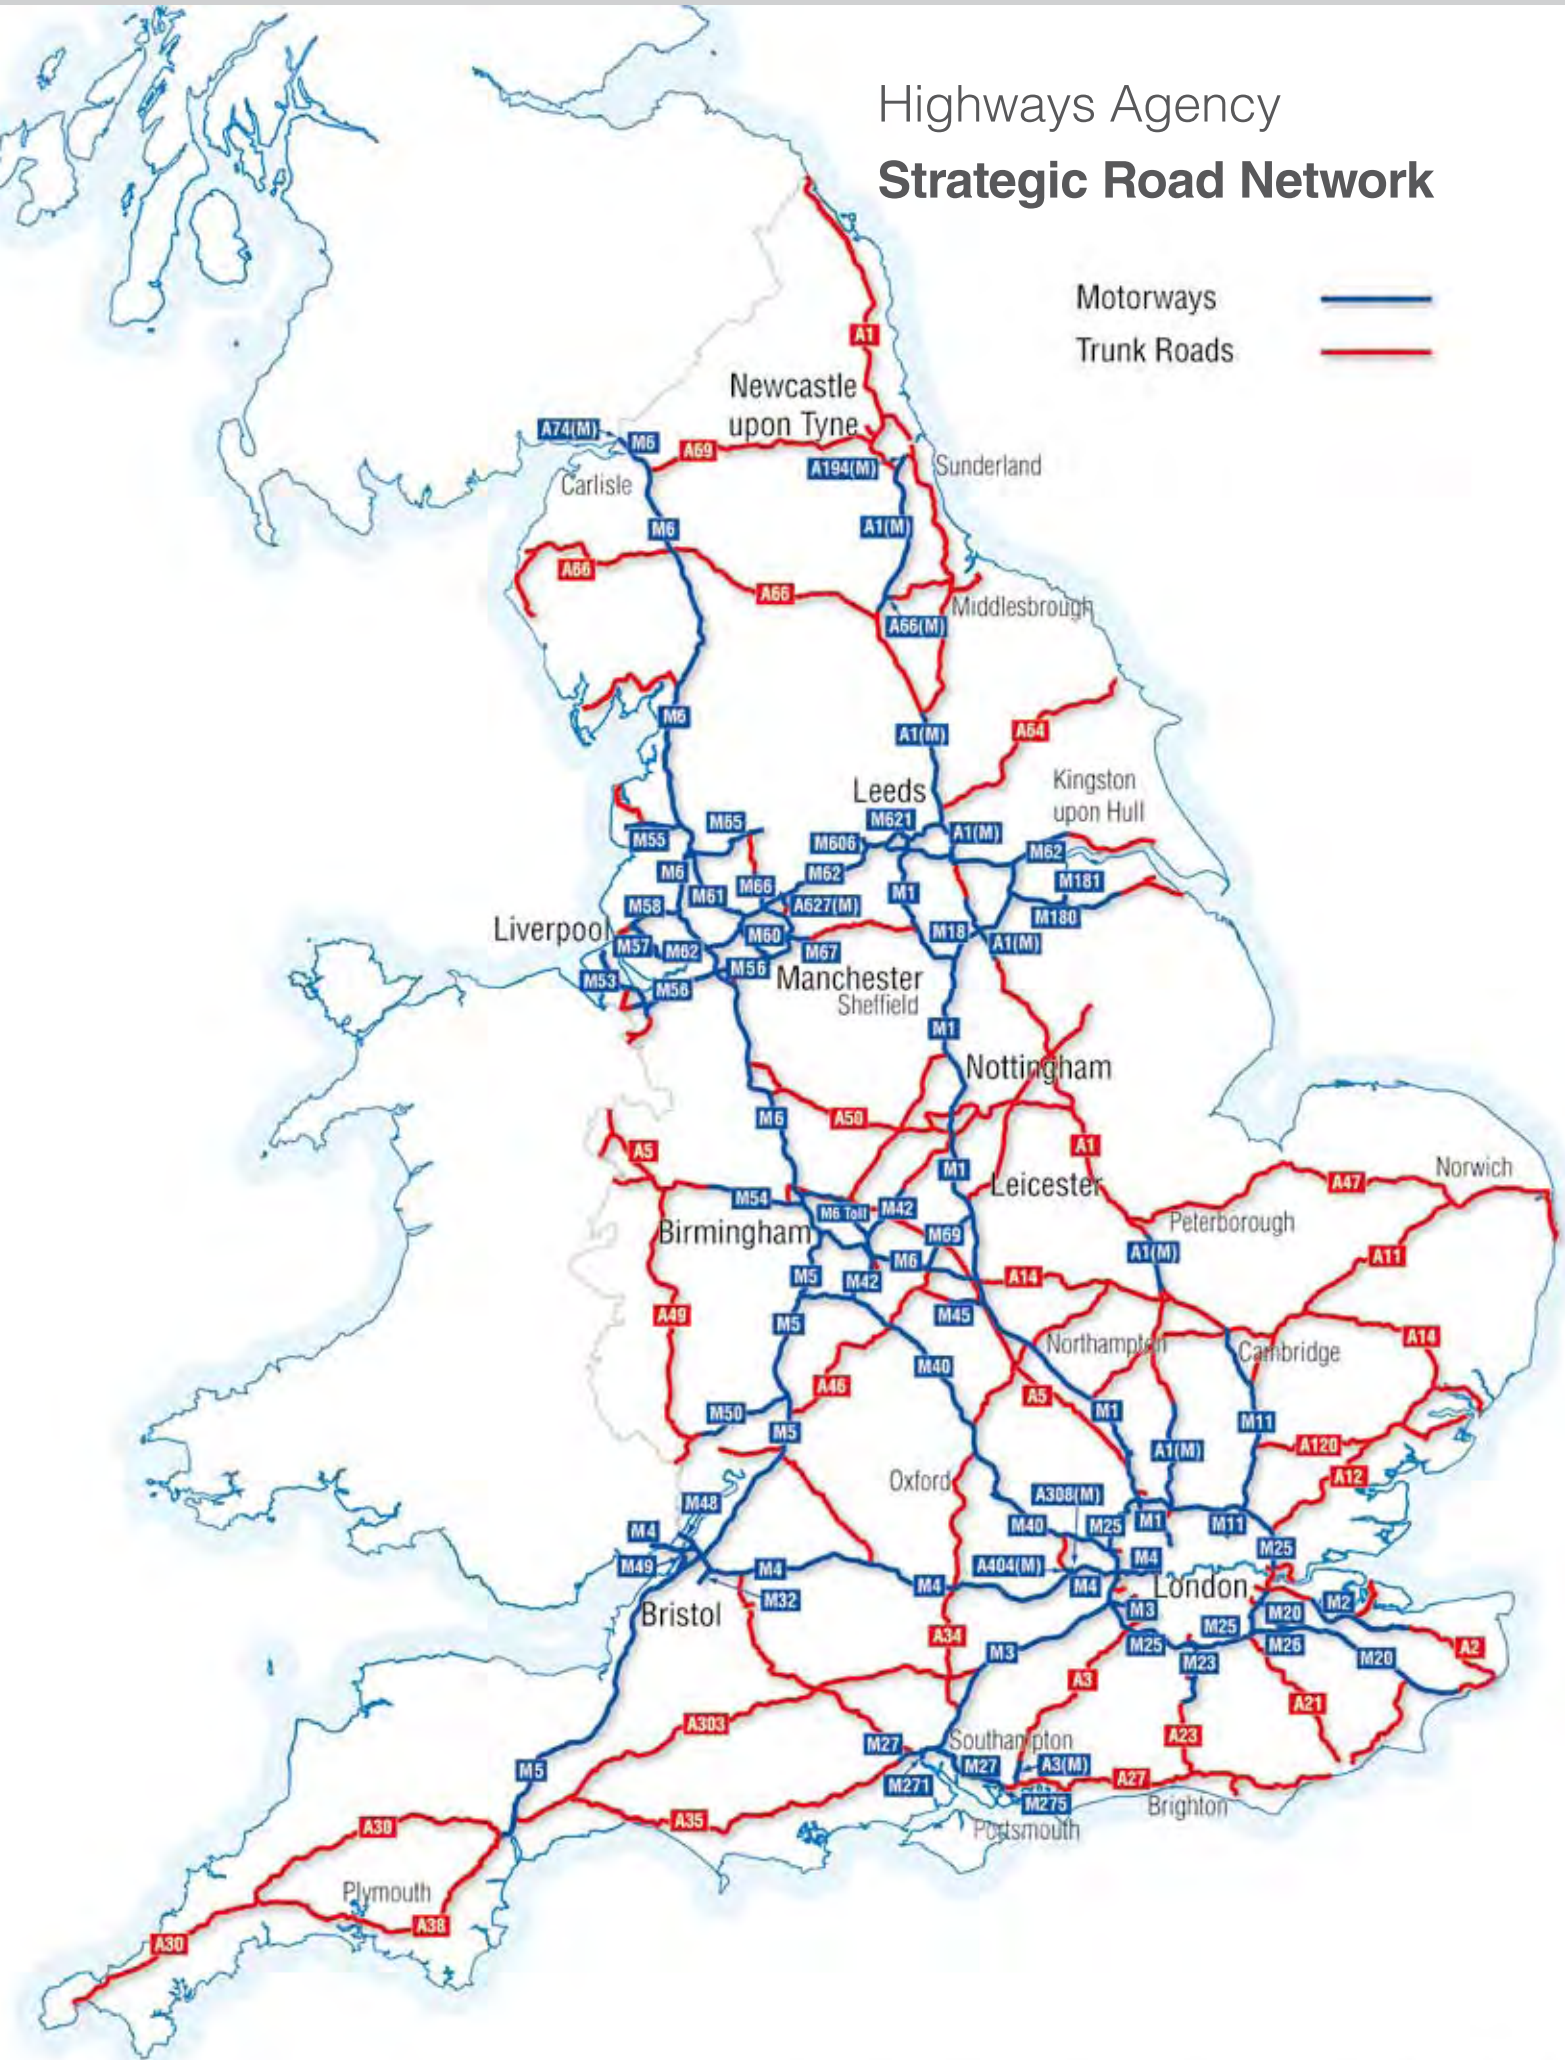 Highways Agency
Strategic Road Network
Motorways
Trunk Roads
A1
Newcastle
upon Tyne
A74(M)
M6
A69
A194(M)
Sunderland
Carlisle
M6
A1(M)
A66
A66
Middlesbrough
A66(M)
M6
A1(M)
A64
Leeds
Kingston
upon Hull
M65
M621
A1(M)
M55
M606
M62
M6
M62
M181
M61
M66
M1
M58
A627(M)
M180
Liverpool
M57
M62
M60
M67
M18
A1(M)
M56
M53
M56
Manchester
Sheffield
M1
Nottingham
M6
A50
A1
A5
M1
Norwich
Leicester
A47
M54
M6 Toll
M42
Peterborough
Birmingham
M69
A1(M)
A11
M6
M5
M42
A14
A49
M5
M45
Northampton
Cambridge
A14
M40
A46
A5
M50
M1
M11
M5
A1(M)
A120
A12
Oxford
A308(M)
M48
M4
M40
M25
M1
M11
M25
M49
M4
A404(M)
M4
M4
M4
London
M32
Bristol
M3
M20
M2
M25
A34
M25
M26
A2
M3
M23
M20
A3
A21
A303
A23
Southampton
M27
M5
M27
A3(M)
A27
M271
M275
Brighton
A35
Portsmouth
A30
Plymouth
A38
A30